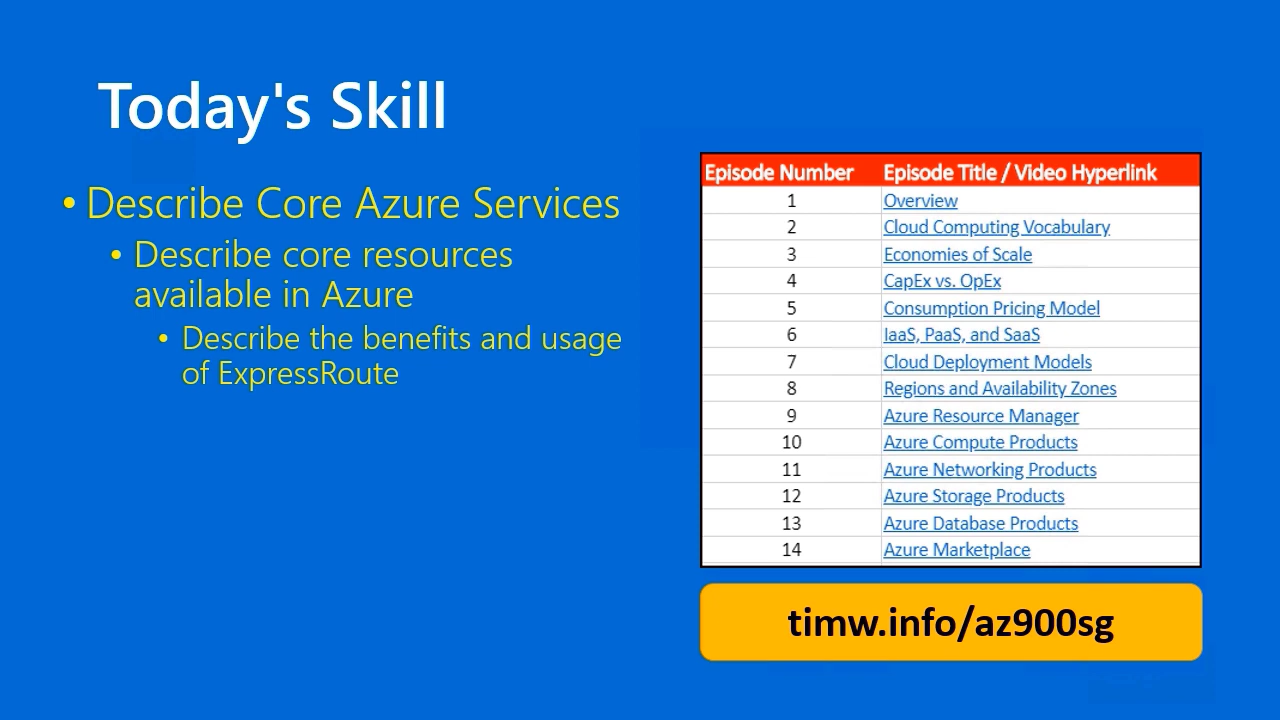 Today's Skill
• Describe Core Azure Services
• Describe core resources
available in Azure
• Describe the benefits and usage
of ExpressRoute
Episode Number Episode Title / Video Hyperlink
1 Overview
2 Cloud Computing Vocabulary
3 Economies of Scale
4 CapEx vs. OpEx
5 Consumption Pricing Model
6 IaaS, PaaS, and SaaS
7 Cloud Deployment Models
8 Regions and Availability Zones
9 Azure Resource Manager
10 Azure Compute Products
11 Azure Networking Products
12 Azure Storage Products
13 Azure Database Products
14 Azure Marketplace
timw.info/az900sg